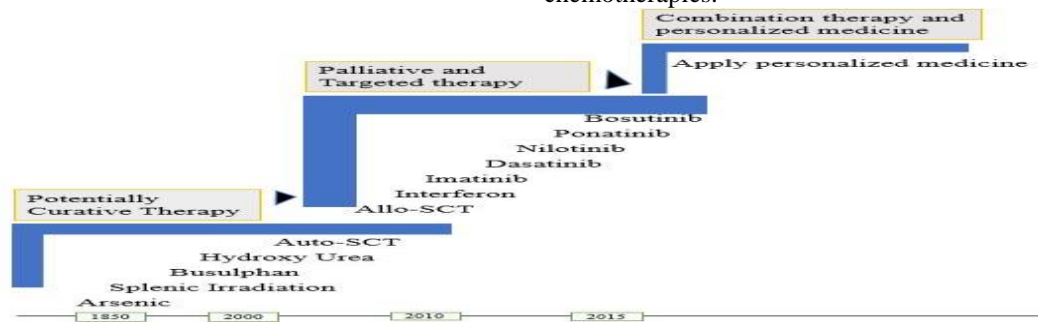 chemotherapies.
Combination therapy and
personalized medicine
Apply personalized medicine
Palliative and
Targeted therapy
Bosutinib
Ponatinib
Nilotinib
Dasatinib
Imatinib
Interferon
Allo-SCT
Potentially
Curative Therapy
Auto-SCT
Hydroxy Urea
Busulphan
Splenic Irradiation
Arsenic
1850 2000 2010 2015